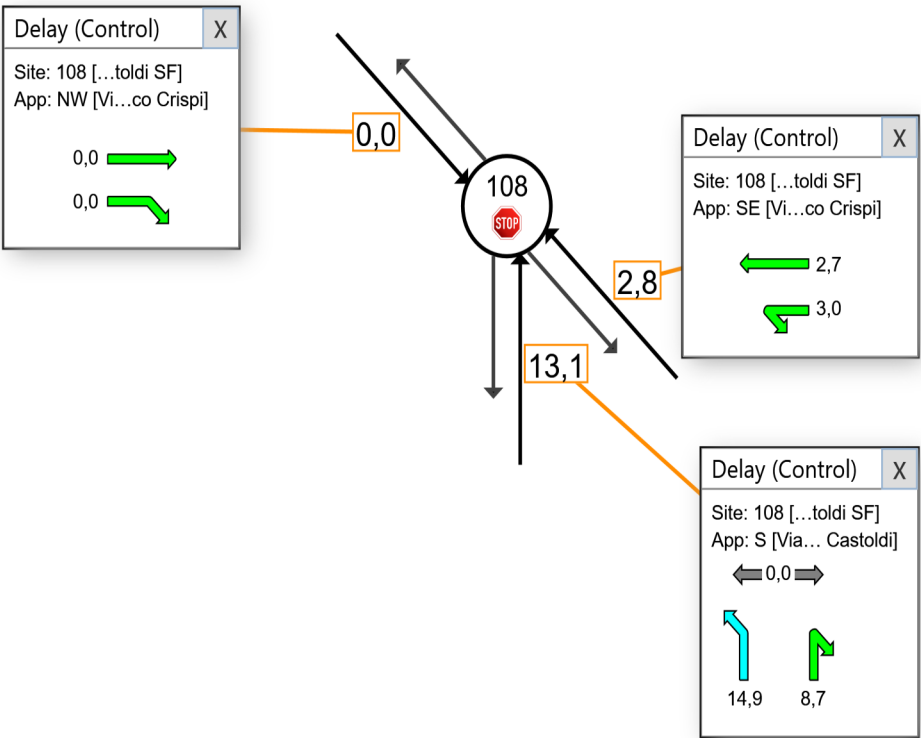 Delay (Control) X
Site: 108 [...toldi SF]
App: NW [Vi...co Crispi]
0,0
0,0
0,0
108
STOP
Delay (Control) X
Site: 108 [...toldi SF]
App: SE [Vi...co Crispi]
2,7
3,0
2,8
13,1
Delay (Control) X
Site: 108 [...toldi SF]
App: S [Via... Castoldi]
0,0
14,9 8,7